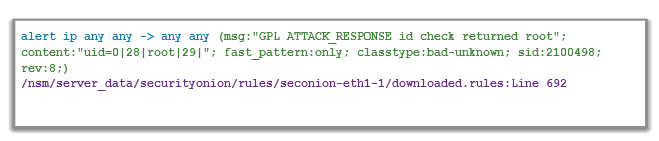 alert ip any any -> any any (msg:"GPL ATTACK_RESPONSE id check returned root";
content:"uid=0|28|root|29|"; fast_pattern:only; classtype:bad-unknown; sid:2100498;
rev:8;)
/nsm/server_data/securityonion/rules/seconion-eth1-1/downloaded.rules:Line 692